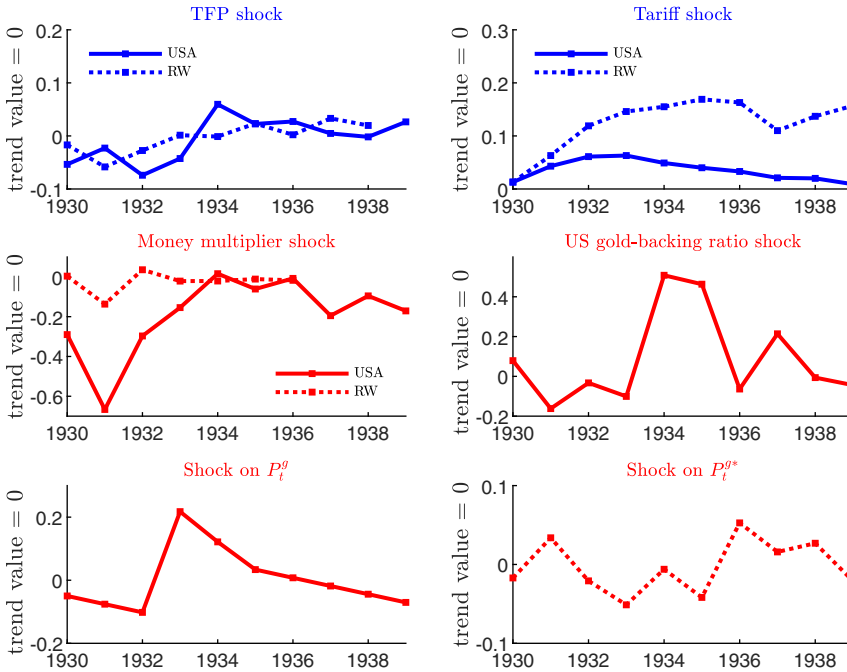 TFP shock
trend value = 0
0.2
0.1
0
-0.1
USA
RW
1930 1932 1934 1936 1938
Tariff shock
trend value = 0
0.3
0.2
0.1
0
USA
RW
1930 1932 1934 1936 1938
Money multiplier shock
trend value = 0
0
-0.2
-0.4
-0.6
USA
RW
1930 1932 1934 1936 1938
US gold-backing ratio shock
trend value = 0
0.4
0.2
0
-0.2
1930 1932 1934 1936 1938
Shock on P_t^g
trend value = 0
0.2
0
-0.2
1930 1932 1934 1936 1938
Shock on P_t^{g*}
trend value = 0
0.1
0
-0.1
1930 1932 1934 1936 1938